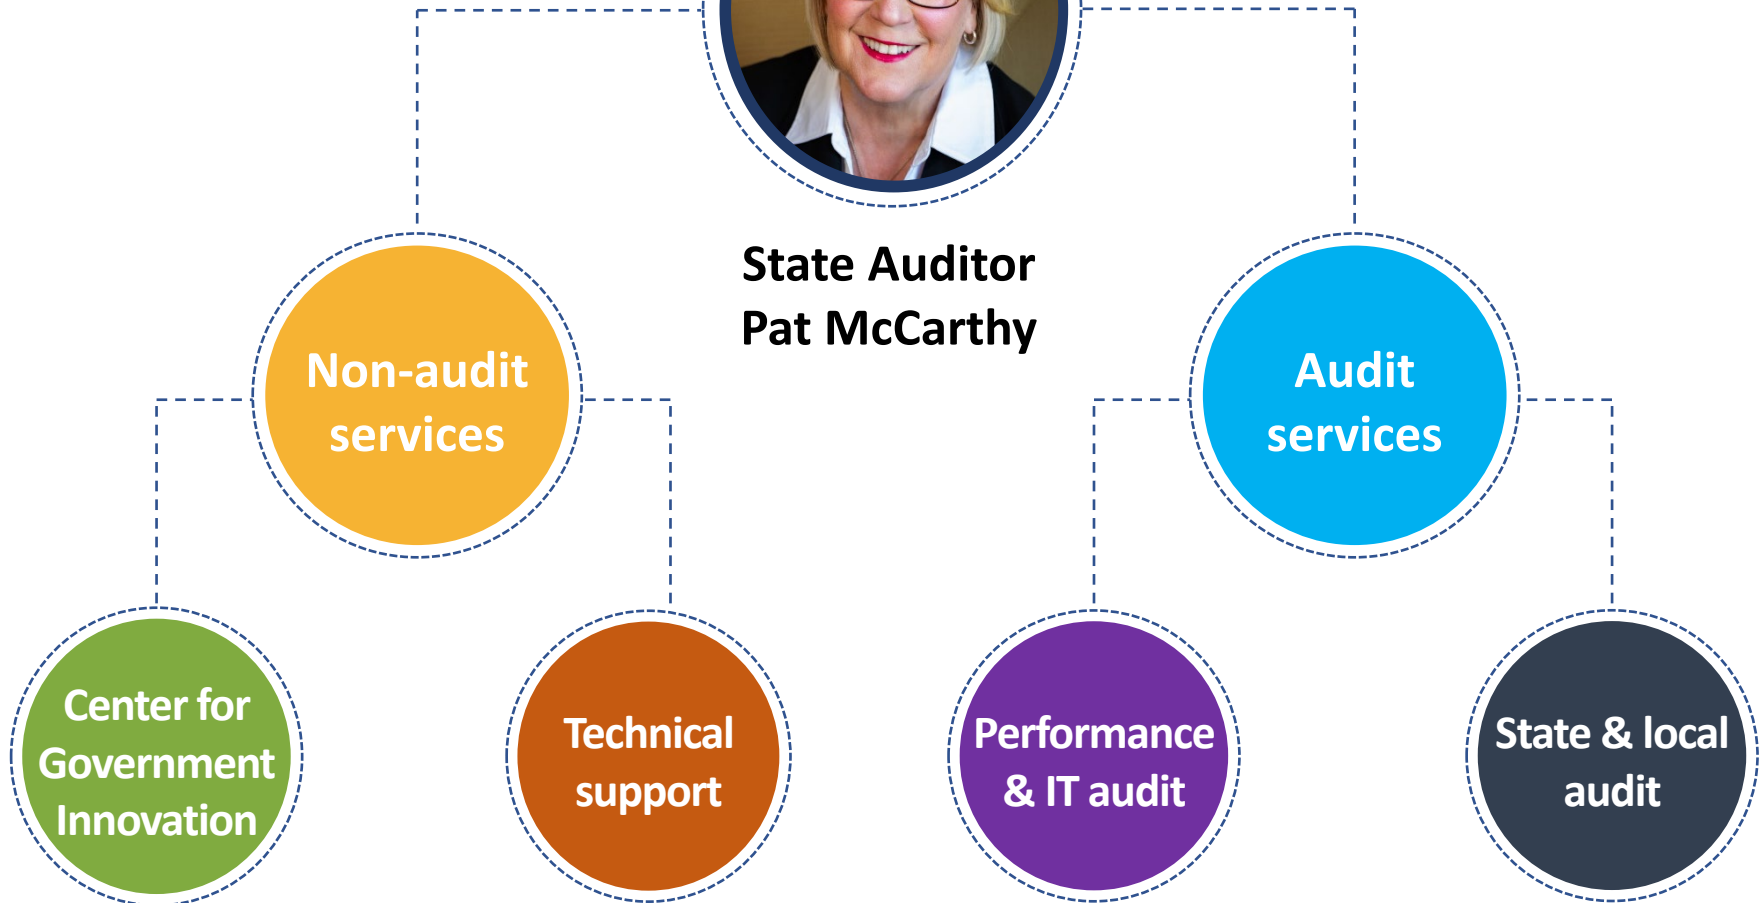 State Auditor
Pat McCarthy
Non-audit
services
Audit
services
Center for
Government
Innovation
Technical
support
Performance
& IT audit
State & local
audit